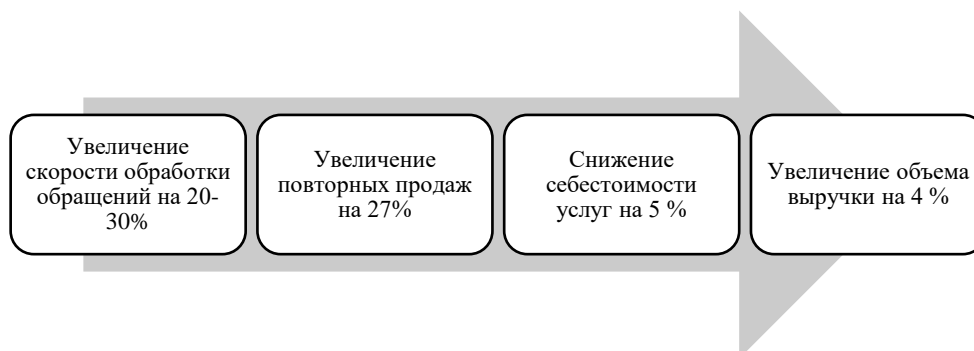 Увеличение
скорости обработки
обращений на 20-
30%
Увеличение
повторных продаж
на 27%
Снижение
себестоимости
услуг на 5 %
Увеличение объема
выручки на 4 %